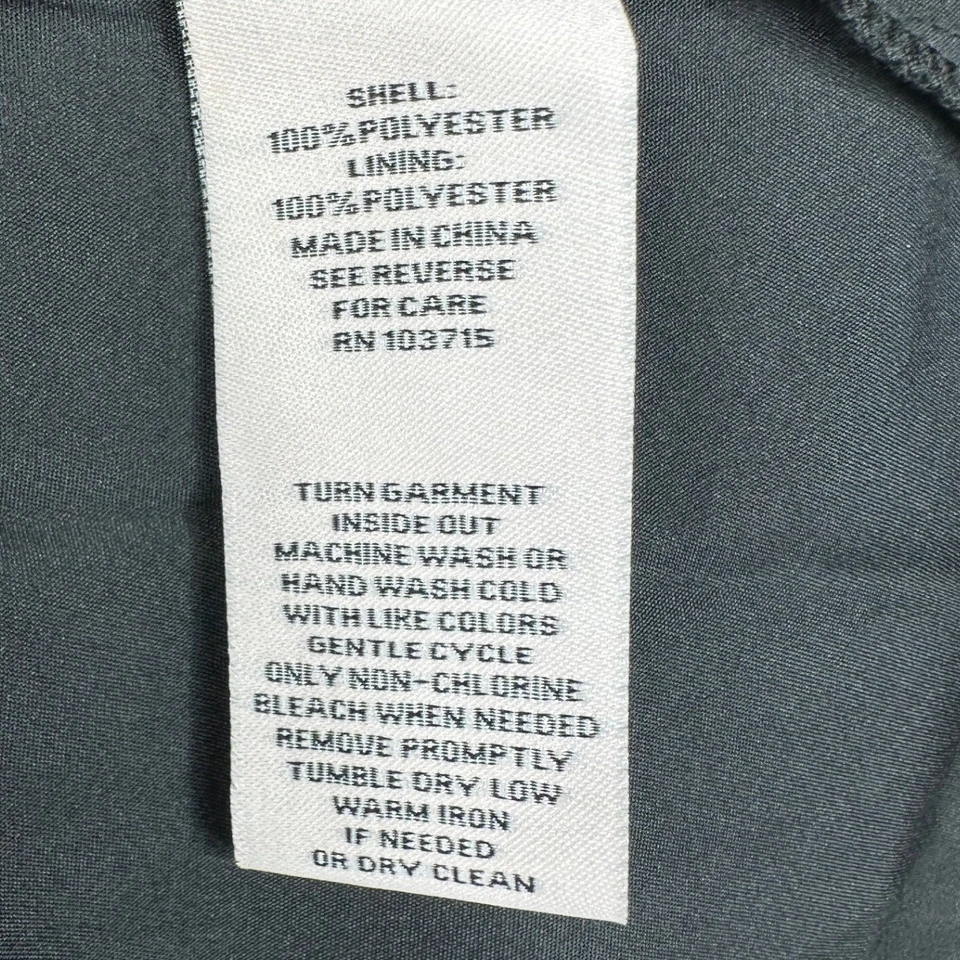 SHELL:
100% POLYESTER
LINING:
100% POLYESTER
MADE IN CHINA
SEE REVERSE
FOR CARE
RN 103715
TURN GARMENT
INSIDE OUT
MACHINE WASH OR
HAND WASH COLD
WITH LIKE COLORS
GENTLE CYCLE
ONLY NON-CHLORINE
BLEACH WHEN NEEDED
REMOVE PROMPTLY
TUMBLE DRY LOW
WARM IRON
IF NEEDED
OR DRY CLEAN